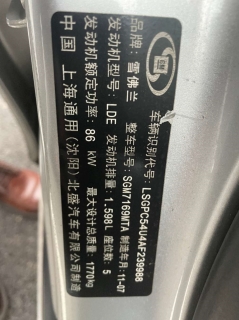 品牌：雪佛兰
车辆识别代号：LSGPC54U4AF239988
整车型号：SGM7169MTA 制造年月：11-07
发动机型号：LDE 发动机排量：1.598L 座位数：5
发动机额定功率：86 kW 最大设计总质量：1770kg
中国 上海通用(沈阳)北盛汽车有限公司制造